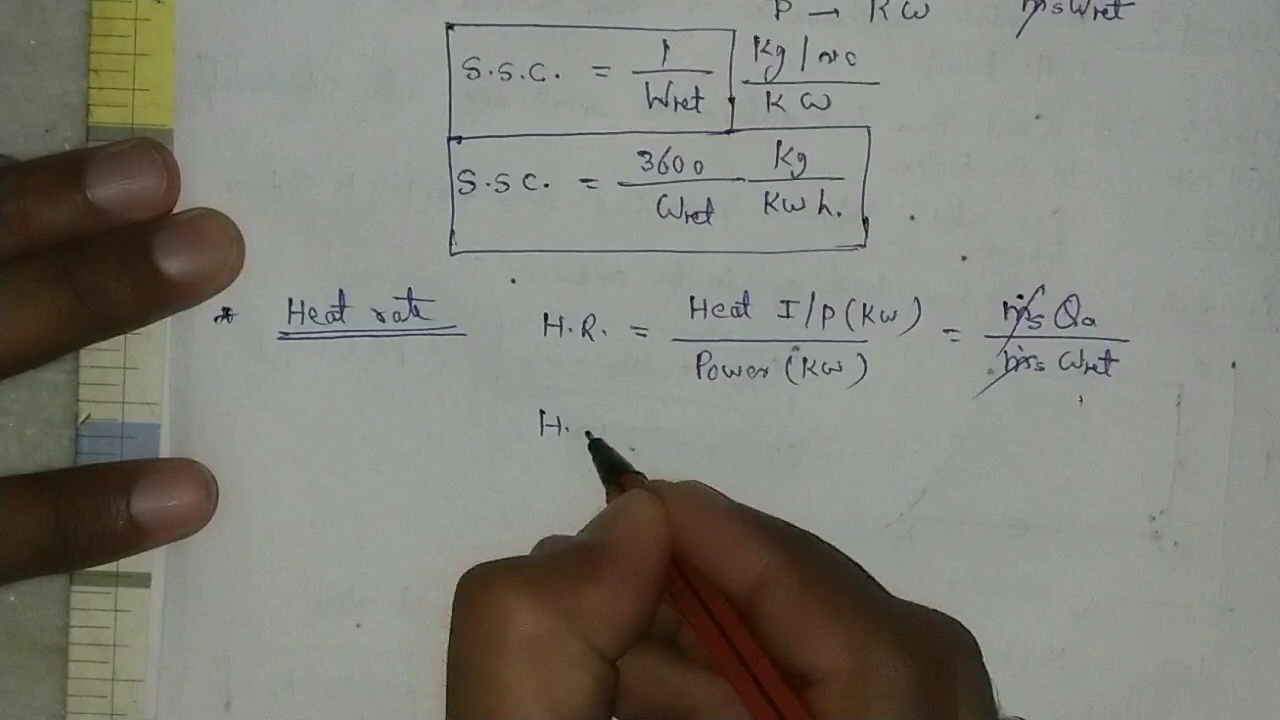 P → KW ṁs Wnet
S.S.C. = 1/Wnet Kg/sec / KW
S.S.C. = 3600/Wnet Kg/KWh.
* Heat rate H.R. = Heat I/P (KW) / Power (KW) = ṁs Qa / ṁs Wnet
H.